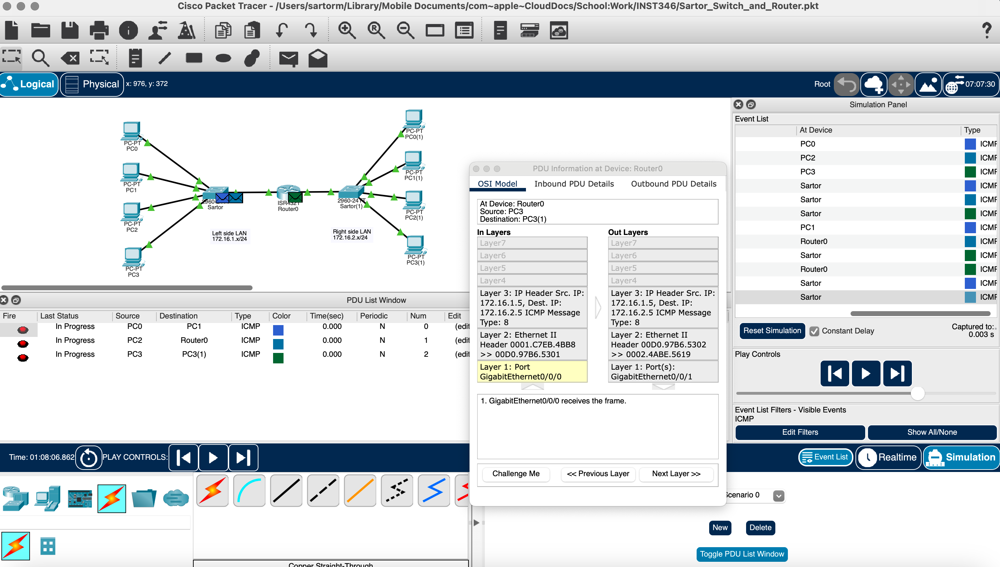 Cisco Packet Tracer - /Users/sartorm/Library/Mobile Documents/com~apple~CloudDocs/School:Work/INST346/Sartor_Switch_and_Router.pkt
Logical
Physical
x: 976, y: 372
Root
07:07:30
PC-PT
PC0
PC-PT
PC1
PC-PT
PC2
PC-PT
PC3
Sartor
ISR4321
Router0
2960-24TT
Sartor(1)
PC-PT
PC0(1)
PC-PT
PC1(1)
PC-PT
PC2(1)
PC-PT
PC3(1)
Left side LAN
172.16.1.x/24
Right side LAN
172.16.2.x/24
Simulation Panel
Event List
At Device Type
PC0 ICMP
PC2 ICMP
PC3 ICMP
Sartor ICMP
Sartor ICMP
Sartor ICMP
PC1 ICMP
Router0 ICMP
Sartor ICMP
Router0 ICMP
Sartor ICMP
Sartor ICMP
Reset Simulation
Constant Delay
Captured to:
0.003 s
Play Controls
Event List Filters - Visible Events
ICMP
Edit Filters
Show All/None
PDU Information at Device: Router0
OSI Model
Inbound PDU Details
Outbound PDU Details
At Device: Router0
Source: PC3
Destination: PC3(1)
In Layers
Layer7
Layer6
Layer5
Layer4
Layer 3: IP Header Src. IP:
172.16.1.5, Dest. IP:
172.16.2.5 ICMP Message
Type: 8
Layer 2: Ethernet II
Header 0001.C7EB.4BB8
>> 00D0.97B6.5301
Layer 1: Port
GigabitEthernet0/0/0
Out Layers
Layer7
Layer6
Layer5
Layer4
Layer 3: IP Header Src. IP:
172.16.1.5, Dest. IP:
172.16.2.5 ICMP Message
Type: 8
Layer 2: Ethernet II
Header 00D0.97B6.5302
>> 0002.4ABE.5619
Layer 1: Port(s):
GigabitEthernet0/0/1
1. GigabitEthernet0/0/0 receives the frame.
Challenge Me
<< Previous Layer
Next Layer >>
PDU List Window
Fire Last Status Source Destination Type Color Time(sec) Periodic Num Edit
In Progress PC0 PC1 ICMP 0.000 N 0 (edit
In Progress PC2 Router0 ICMP 0.000 N 1 (edit
In Progress PC3 PC3(1) ICMP 0.000 N 2 (edit
Time: 01:08:06.862
PLAY CONTROLS:
Event List
Realtime
Simulation
Scenario 0
New
Delete
Toggle PDU List Window
Copper Straight-Through